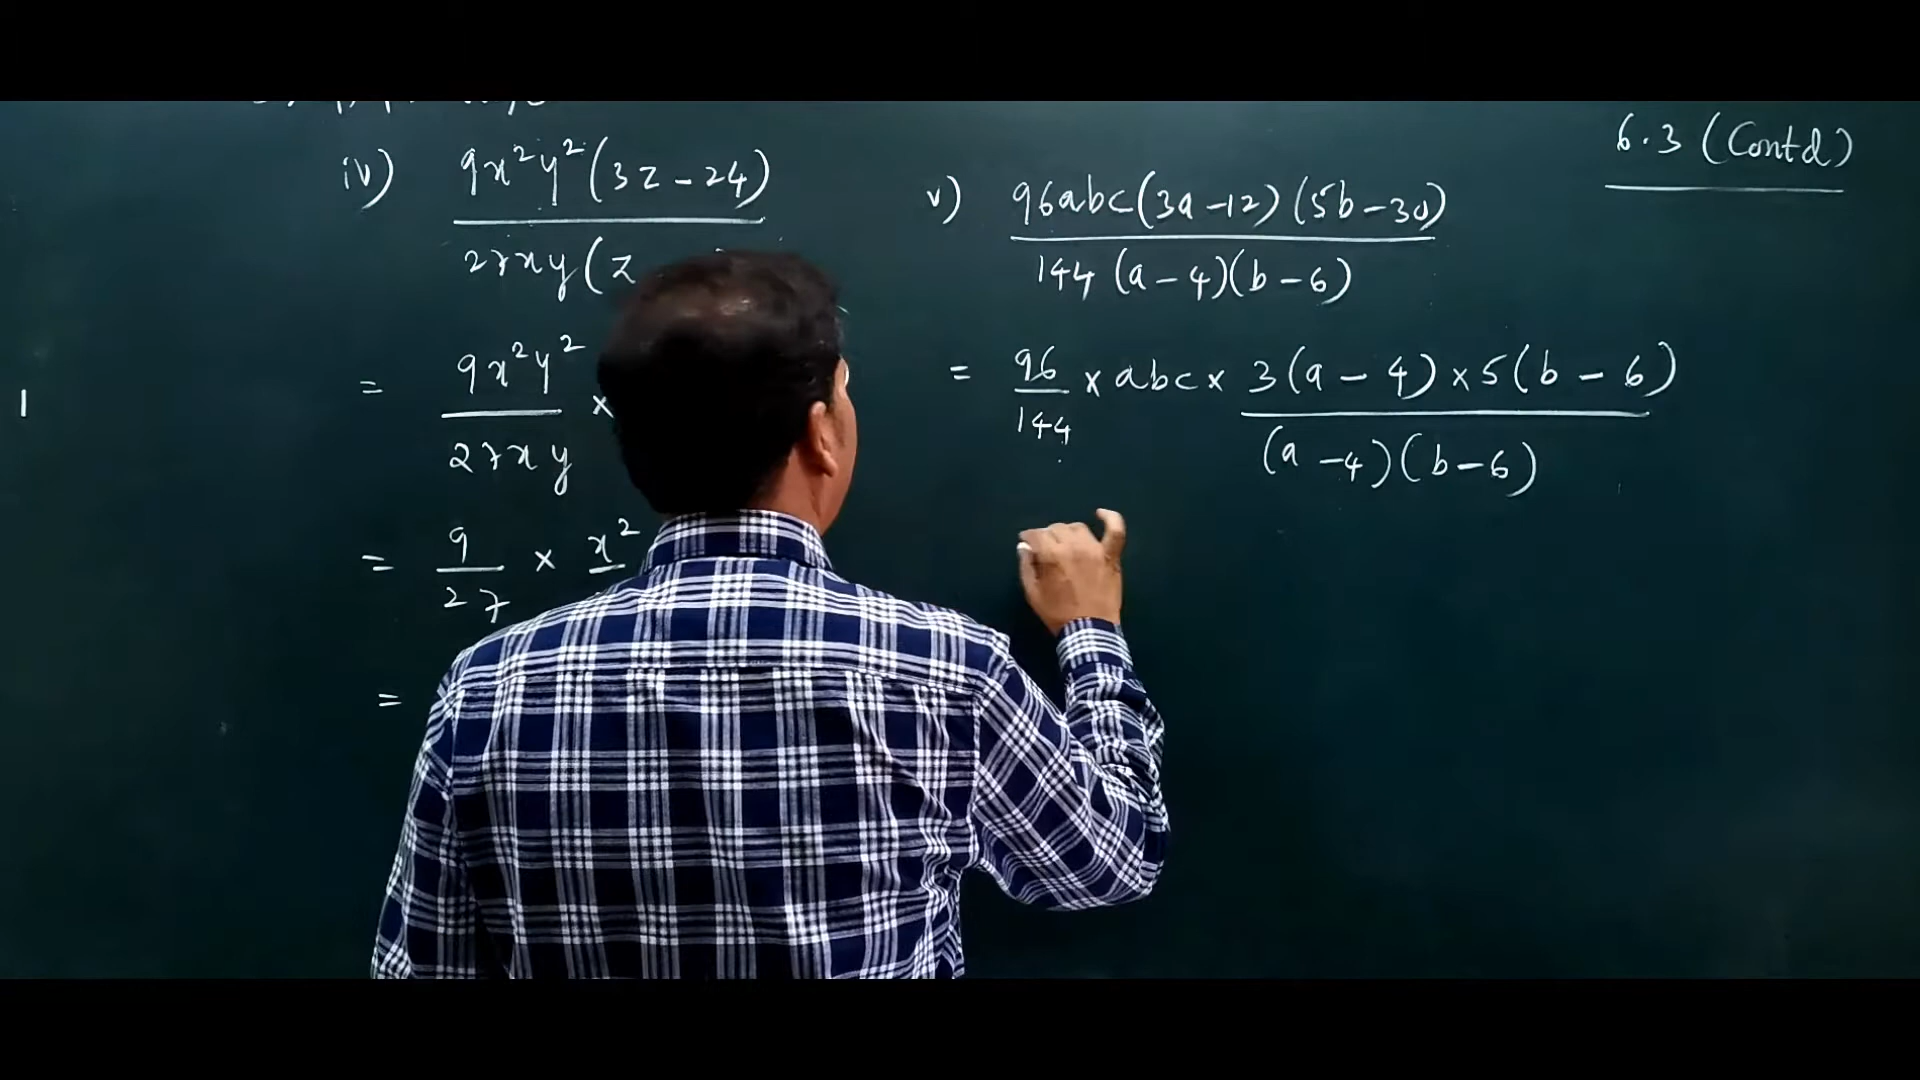 6.3 (Contd)
iv) 9x²y²(3z-24)
27xy(z
= 9x²y²
27xy ×
= 9/27 × x²
=
v) 96abc(3a-12)(5b-30)
144(a-4)(b-6)
= 96/144 × abc × 3(a-4)×5(b-6)
(a-4)(b-6)
1